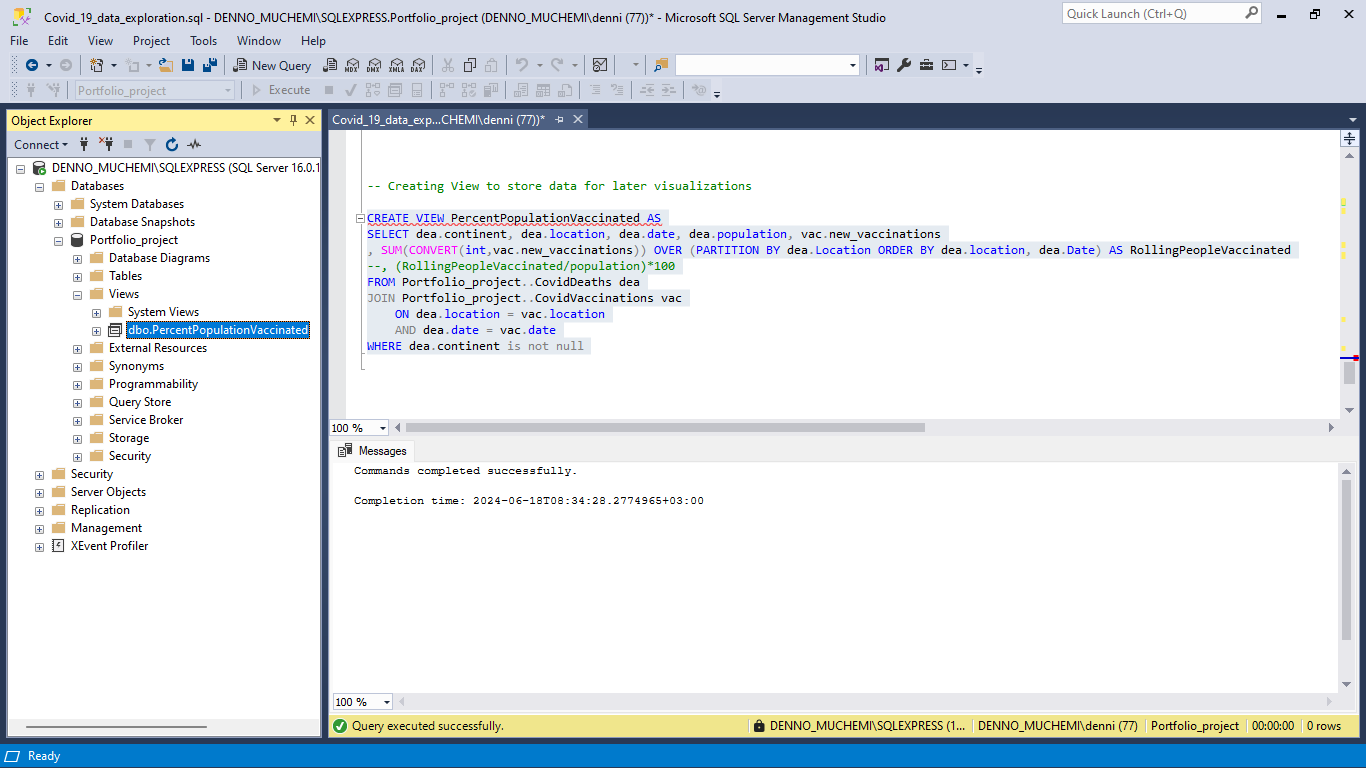 Covid_19_data_exploration.sql - DENNO_MUCHEMI\SQLEXPRESS.Portfolio_project (DENNO_MUCHEMI\denni (77))* - Microsoft SQL Server Management Studio
Quick Launch (Ctrl+Q)
File Edit View Project Tools Window Help
New Query MDX DMX XMLA DAX
Portfolio_project Execute
Object Explorer
Connect
DENNO_MUCHEMI\SQLEXPRESS (SQL Server 16.0.1
Databases
System Databases
Database Snapshots
Portfolio_project
Database Diagrams
Tables
Views
System Views
dbo.PercentPopulationVaccinated
External Resources
Synonyms
Programmability
Query Store
Service Broker
Storage
Security
Security
Server Objects
Replication
Management
XEvent Profiler
Covid_19_data_exp...CHEMI\denni (77))*
-- Creating View to store data for later visualizations
CREATE VIEW PercentPopulationVaccinated AS
SELECT dea.continent, dea.location, dea.date, dea.population, vac.new_vaccinations
, SUM(CONVERT(int,vac.new_vaccinations)) OVER (PARTITION BY dea.Location ORDER BY dea.location, dea.Date) AS RollingPeopleVaccinated
--, (RollingPeopleVaccinated/population)*100
FROM Portfolio_project..CovidDeaths dea
JOIN Portfolio_project..CovidVaccinations vac
ON dea.location = vac.location
AND dea.date = vac.date
WHERE dea.continent is not null
100 %
Messages
Commands completed successfully.
Completion time: 2024-06-18T08:34:28.2774965+03:00
100 %
Query executed successfully. DENNO_MUCHEMI\SQLEXPRESS (1... DENNO_MUCHEMI\denni (77) Portfolio_project 00:00:00 0 rows
Ready